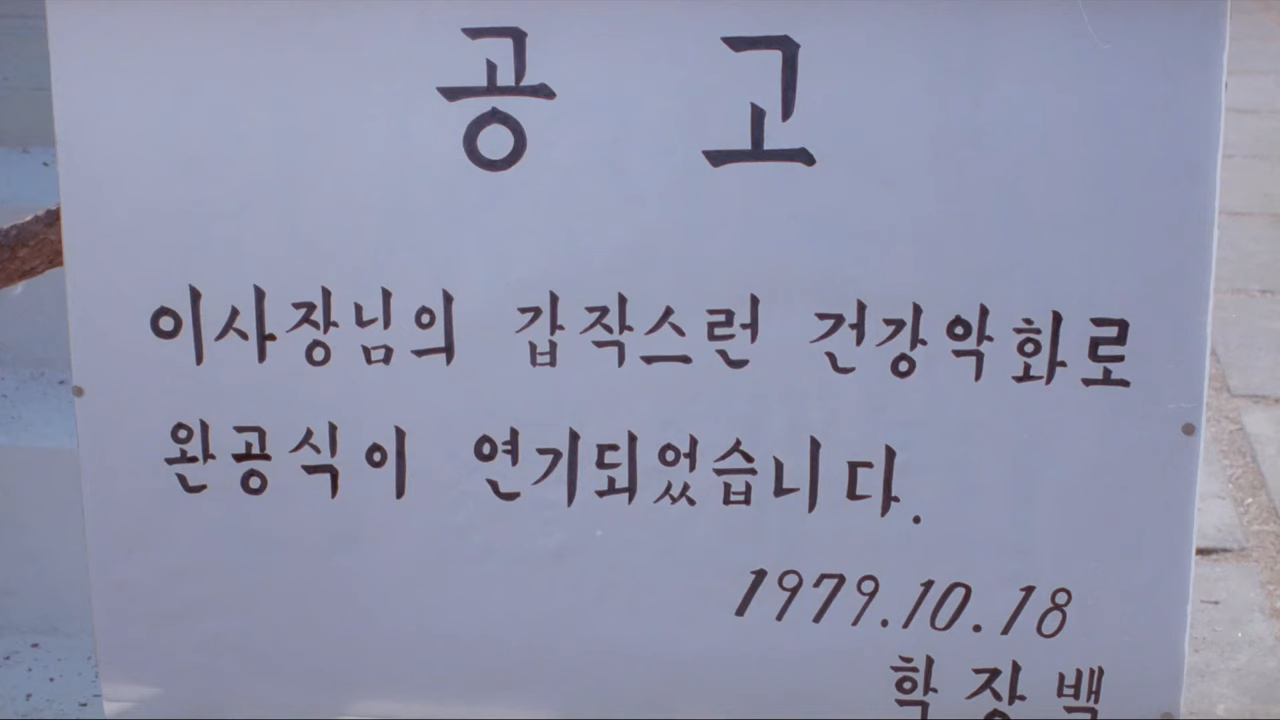 공 고
이사장님의 갑작스런 건강악화로
완공식이 연기되었습니다.
1979.10.18
학장백